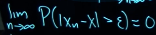 lim P(|xₙ-x| > ε) = 0
n→∞